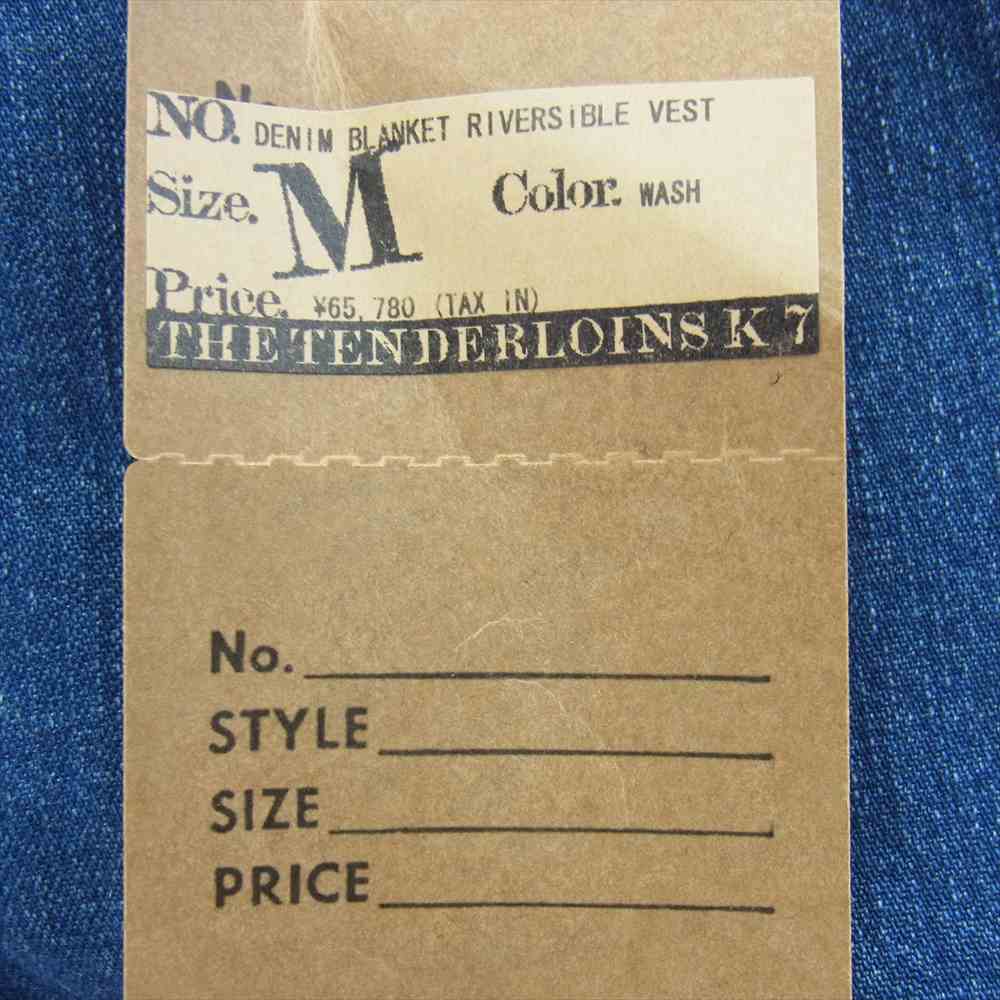 No.
NO. DENIM BLANKET RIVERSIBLE VEST
Size. M Color. WASH
Price. ¥65,780 (TAX IN)
THE TENDERLOINS K 7
No.
STYLE
SIZE
PRICE